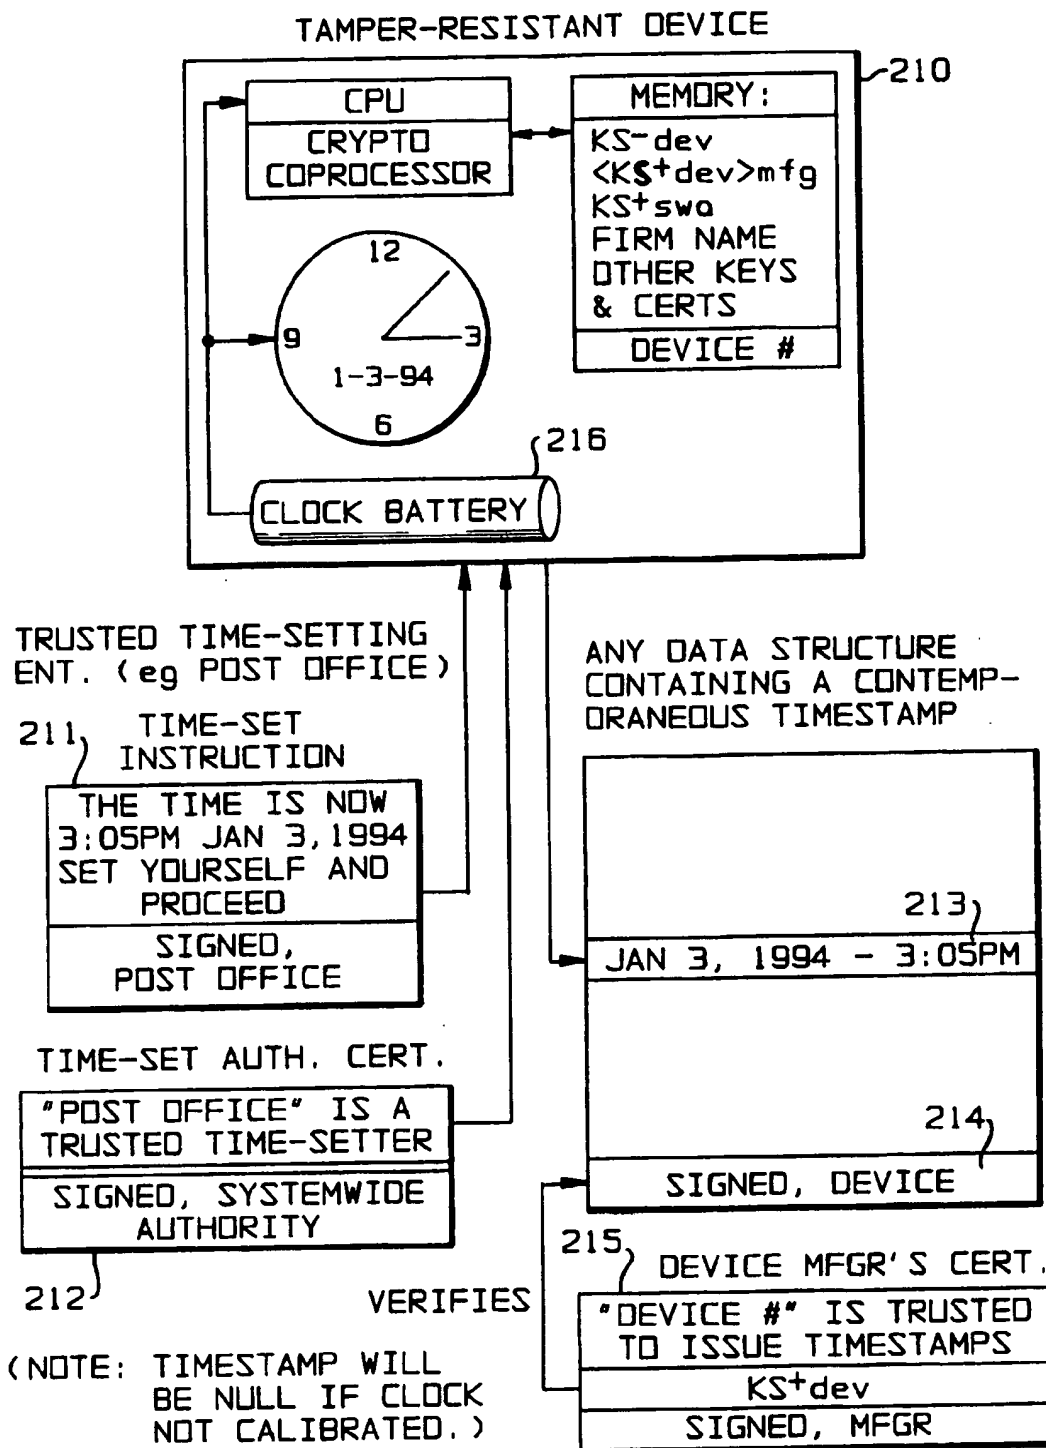 TAMPER-RESISTANT DEVICE
210
CPU
CRYPTO
COPROCESSOR
MEMORY:
KS-dev
<KS+dev>mfg
KS+swa
FIRM NAME
OTHER KEYS
& CERTS
DEVICE #
12
9
3
1-3-94
6
216
CLOCK BATTERY
TRUSTED TIME-SETTING
ENT. (eg POST OFFICE)
211
TIME-SET
INSTRUCTION
THE TIME IS NOW
3:05PM JAN 3,1994
SET YOURSELF AND
PROCEED
SIGNED,
POST OFFICE
TIME-SET AUTH. CERT.
"POST OFFICE" IS A
TRUSTED TIME-SETTER
SIGNED, SYSTEMWIDE
AUTHORITY
212
ANY DATA STRUCTURE
CONTAINING A CONTEMP-
ORANEOUS TIMESTAMP
213
JAN 3, 1994 - 3:05PM
214
SIGNED, DEVICE
215
DEVICE MFGR'S CERT.
VERIFIES
"DEVICE #" IS TRUSTED
TO ISSUE TIMESTAMPS
KS+dev
SIGNED, MFGR
(NOTE: TIMESTAMP WILL
BE NULL IF CLOCK
NOT CALIBRATED.)